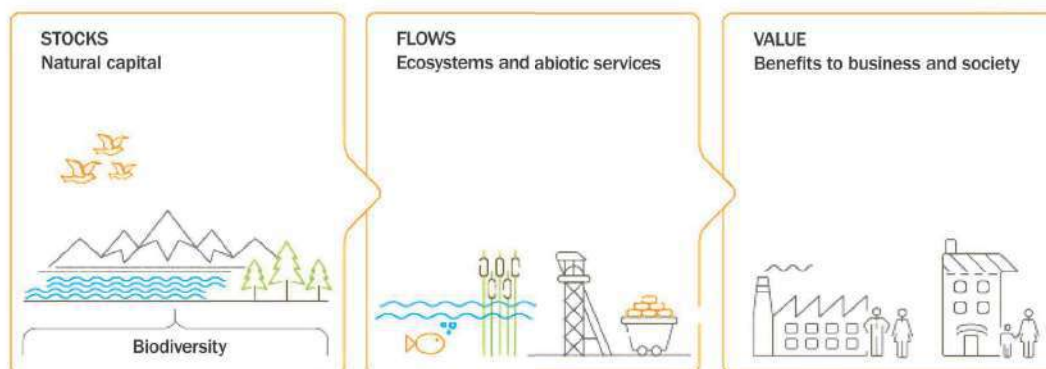 STOCKS
Natural capital
Biodiversity
FLOWS
Ecosystems and abiotic services
VALUE
Benefits to business and society